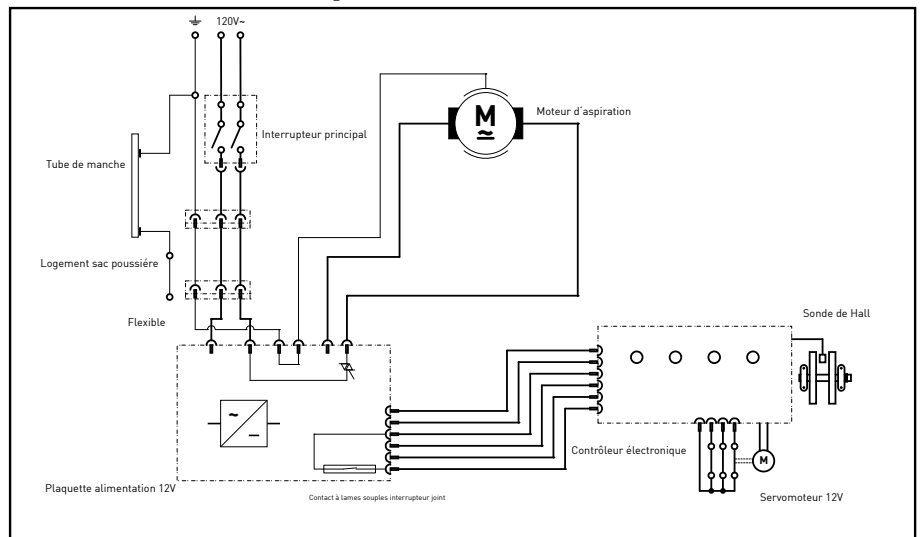 120V~
Interrupteur principal
M
~
Moteur d'aspiration
Tube de manche
Logement sac poussiére
Flexible
Sonde de Hall
~
Contrôleur électronique
M
Plaquette alimentation 12V
Contact à lames souples interrupteur joint
Servomoteur 12V